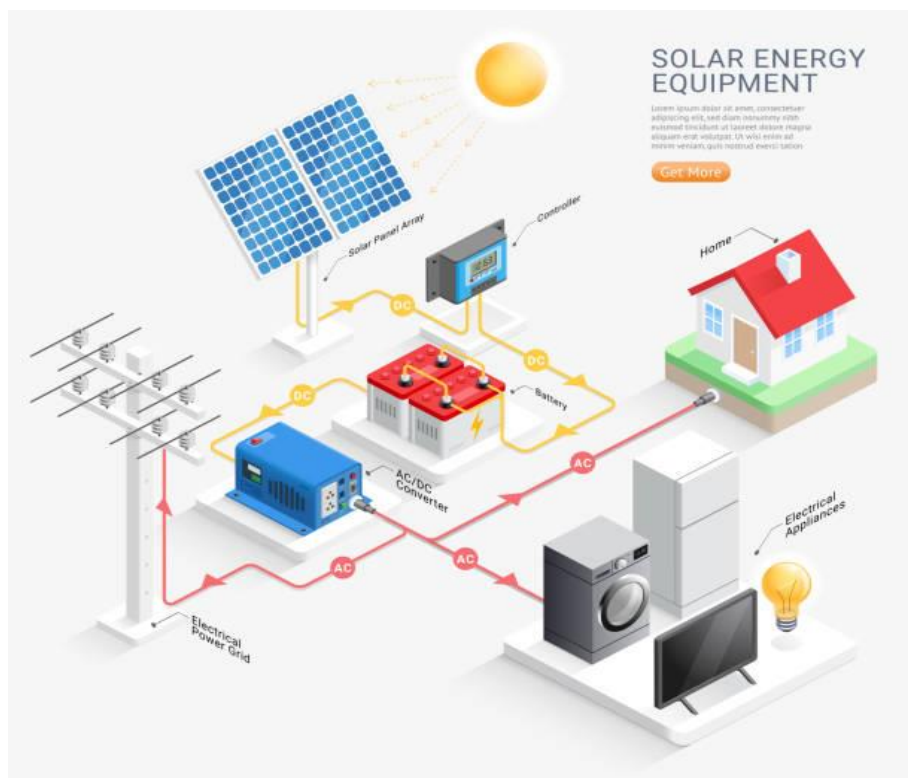 SOLAR ENERGY
EQUIPMENT
Lorem ipsum dolor sit amet, consectetuer
adipiscing elit, sed diam nonummy nibh
euismod tincidunt ut laoreet dolore magna
aliquam erat volutpat. Ut wisi enim ad
minim veniam, quis nostrud exerci tation
Get More
Solar Panel Array
Controller
Home
DC
DC
Battery
DC
AC/DC
Converter
AC
AC
AC
Electrical
Appliances
Electrical
Power Grid